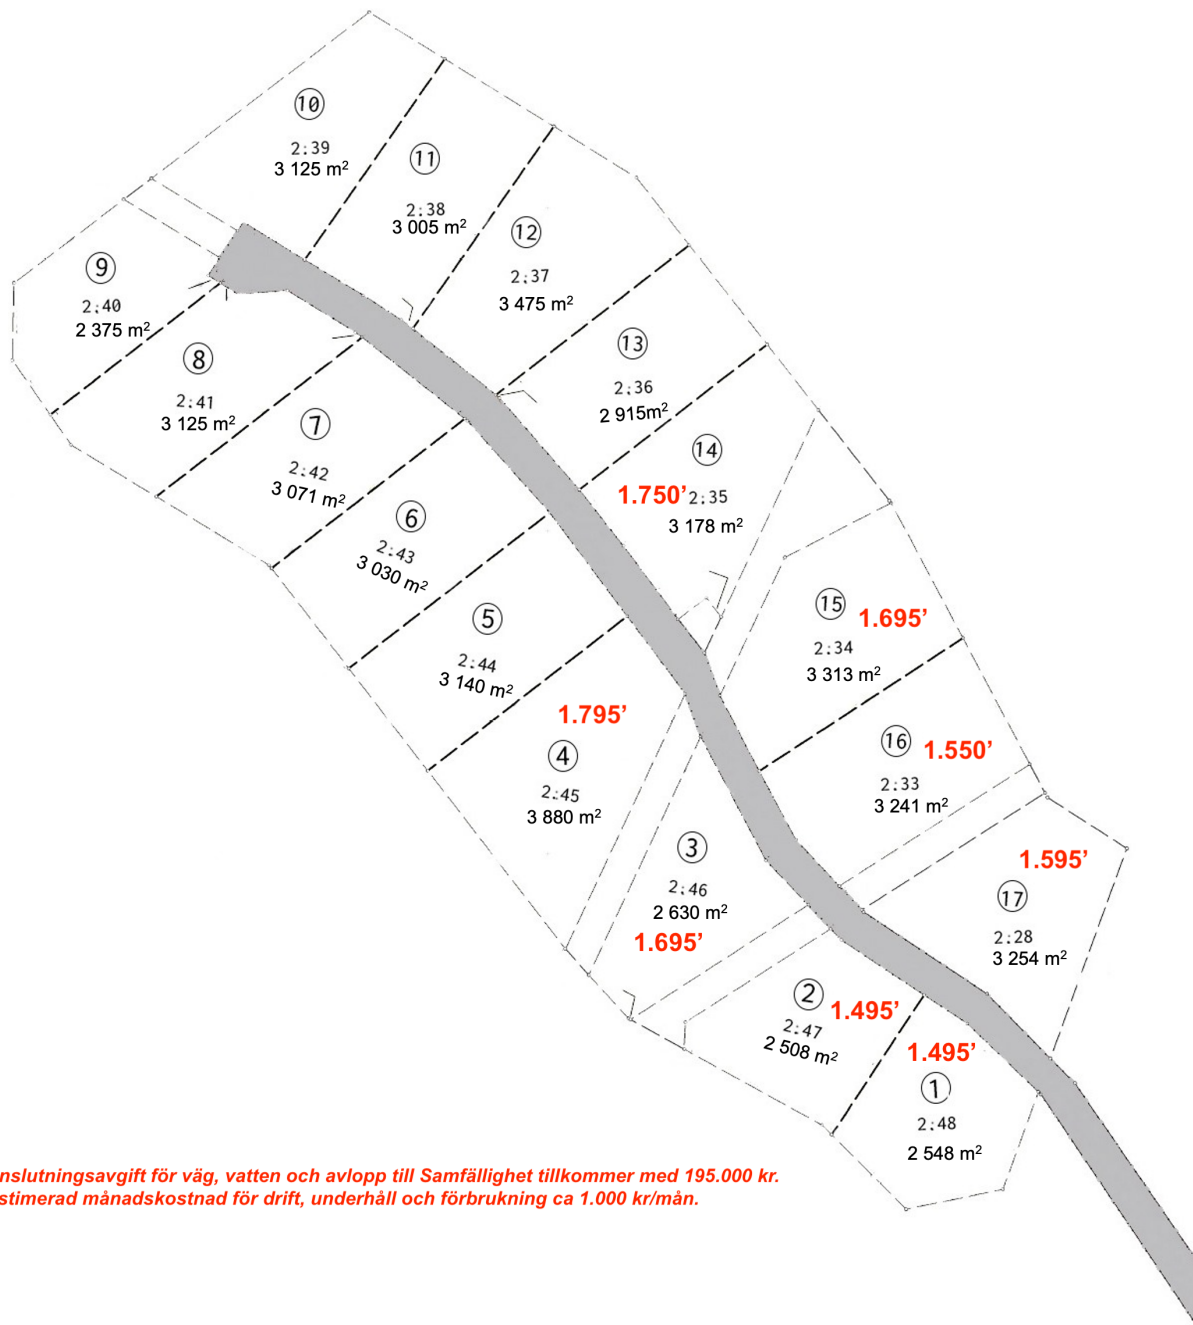 10
2:39
3 125 m²
11
2:38
3 005 m²
12
2:37
3 475 m²
9
2:40
2 375 m²
8
2:41
3 125 m²
13
2:36
2 915m²
7
2:42
3 071 m²
14
1.750’ 2:35
3 178 m²
6
2:43
3 030 m²
5
2:44
3 140 m²
15
1.695’
2:34
3 313 m²
1.795’
4
2:45
3 880 m²
16
1.550’
2:33
3 241 m²
3
2:46
2 630 m²
1.695’
1.595’
17
2:28
3 254 m²
2
1.495’
2:47
2 508 m²
1.495’
1
2:48
2 548 m²
nslutningsavgift för väg, vatten och avlopp till Samfällighet tillkommer med 195.000 kr.
stimerad månadskostnad för drift, underhåll och förbrukning ca 1.000 kr/mån.